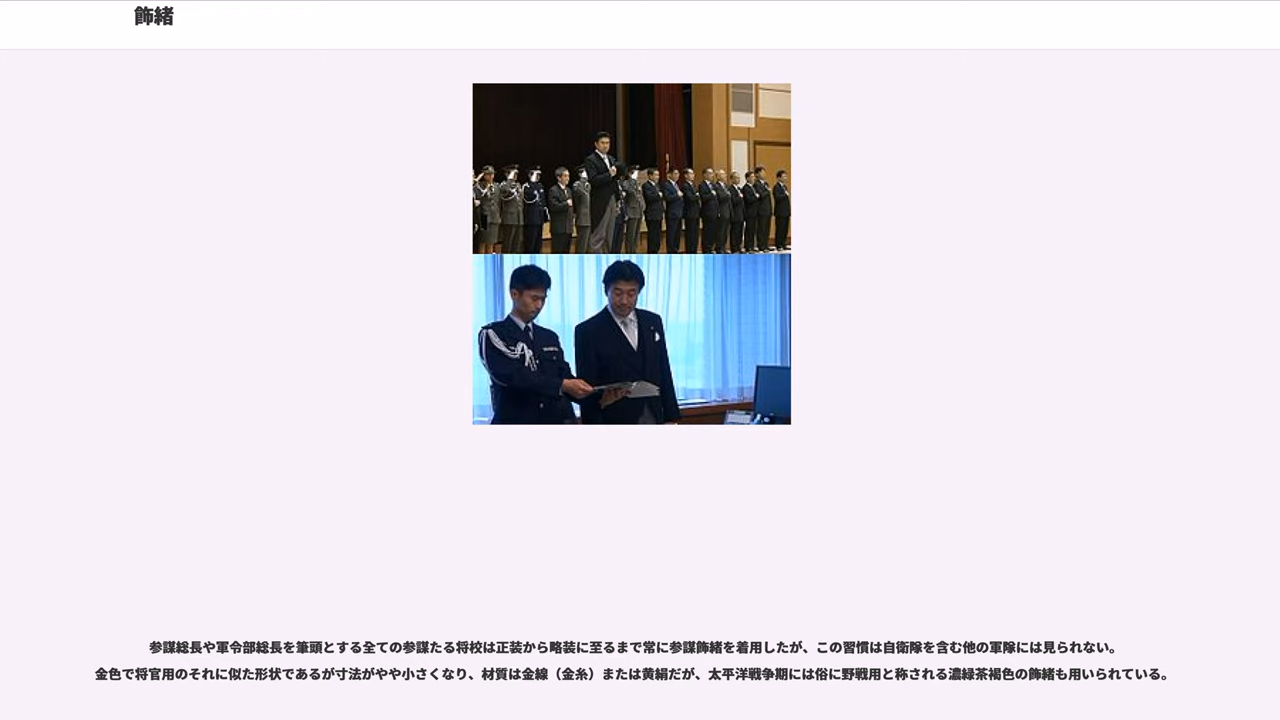 飾緒
参謀総長や軍令部総長を筆頭とする全ての参謀たる将校は正装から略装に至るまで常に参謀飾緒を着用したが、この習慣は自衛隊を含む他の軍隊には見られない。
金色で将官用のそれに似た形状であるが寸法がやや小さくなり、材質は金線（金糸）または黄絹だが、太平洋戦争期には俗に野戦用と称される濃緑茶褐色の飾緒も用いられている。